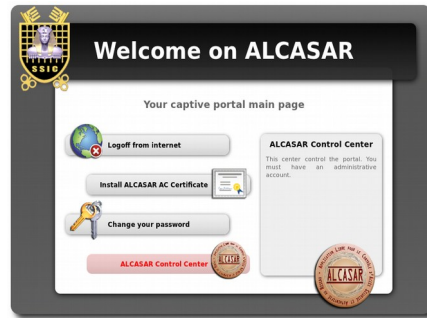 SSIC
Welcome on ALCASAR
Your captive portal main page
Logoff from internet
Install ALCASAR AC Certificate
Change your password
ALCASAR Control Center
ALCASAR
ALCASAR Control Center
This center control the portal. You
must have an administrative
account.
ALCASAR